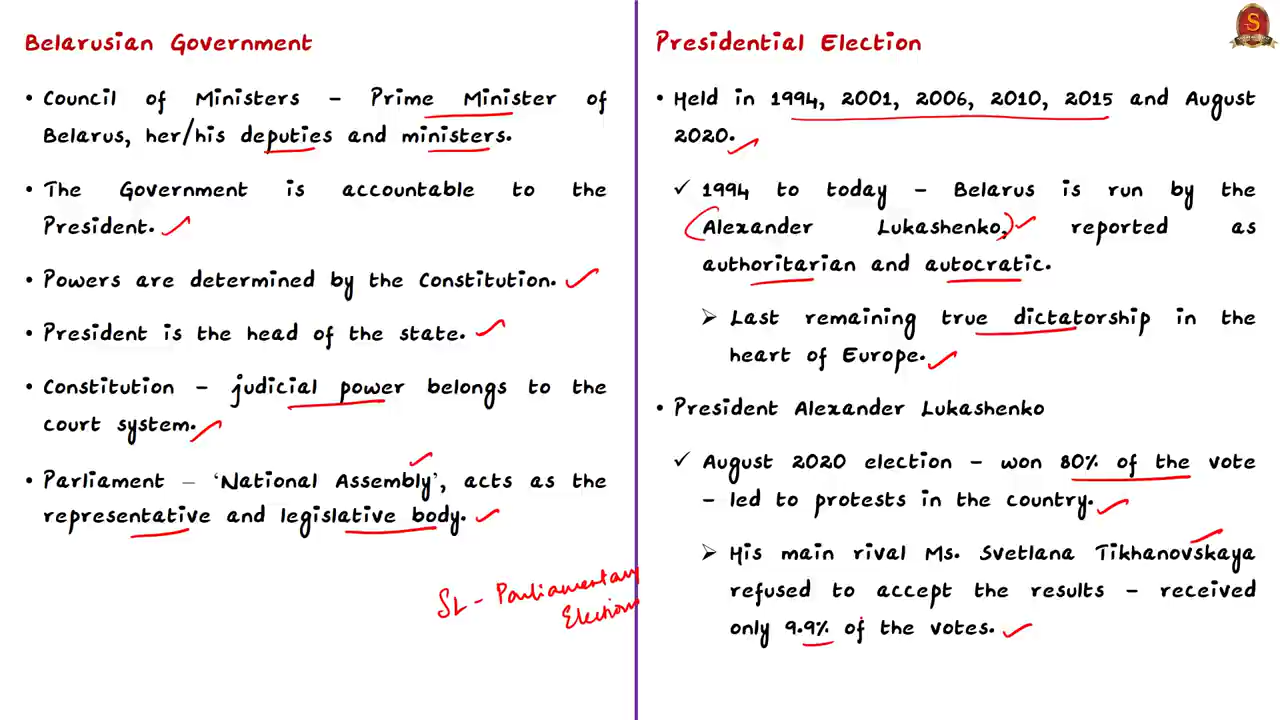 Belarusian Government
• Council of Ministers – Prime Minister of
Belarus, her/his deputies and ministers.
• The Government is accountable to the
President.
• Powers are determined by the Constitution.
• President is the head of the state.
• Constitution – judicial power belongs to the
court system.
• Parliament – ‘National Assembly’, acts as the
representative and legislative body.
SL - Parliamentary
Elections
Presidential Election
• Held in 1994, 2001, 2006, 2010, 2015 and August
2020.
✓ 1994 to today – Belarus is run by the
Alexander Lukashenko, reported as
authoritarian and autocratic.
➢ Last remaining true dictatorship in the
heart of Europe.
• President Alexander Lukashenko
✓ August 2020 election – won 80% of the vote
– led to protests in the country.
➢ His main rival Ms. Svetlana Tikhanovskaya
refused to accept the results – received
only 9.9% of the votes.
S